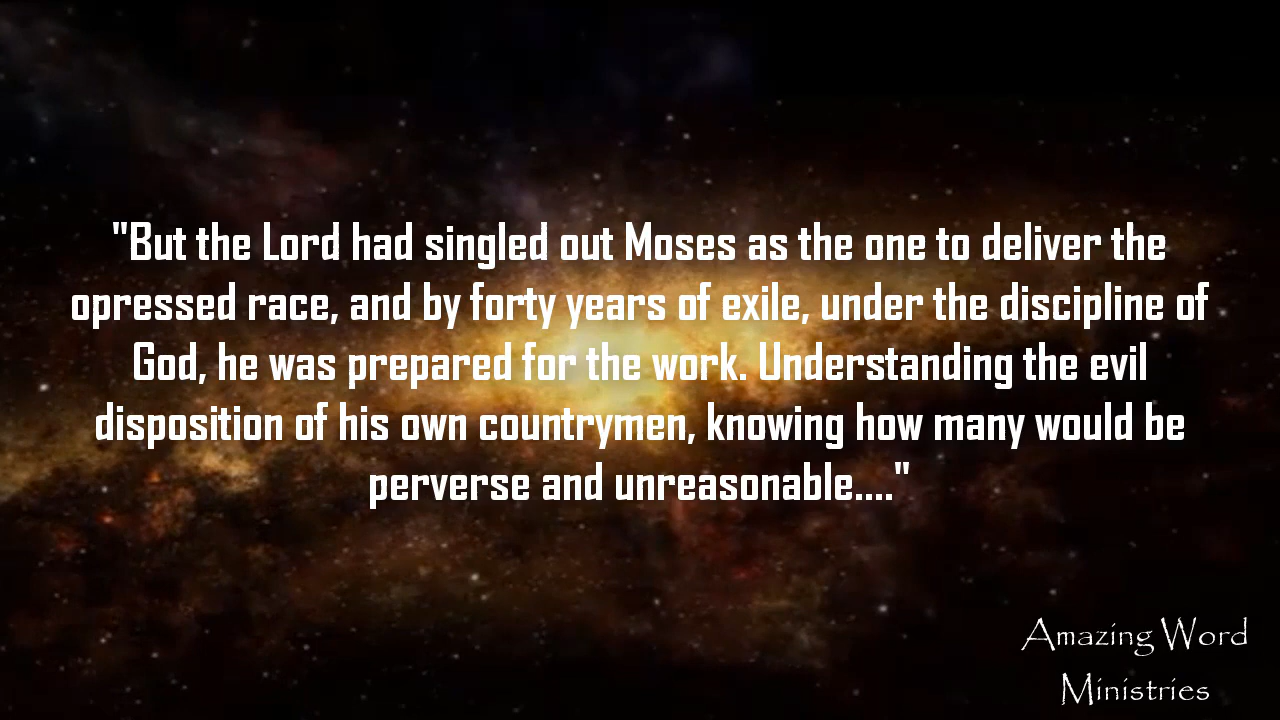 "But the Lord had singled out Moses as the one to deliver the
opressed race, and by forty years of exile, under the discipline of
God, he was prepared for the work. Understanding the evil
disposition of his own countrymen, knowing how many would be
perverse and unreasonable...."
Amazing Word
Ministries